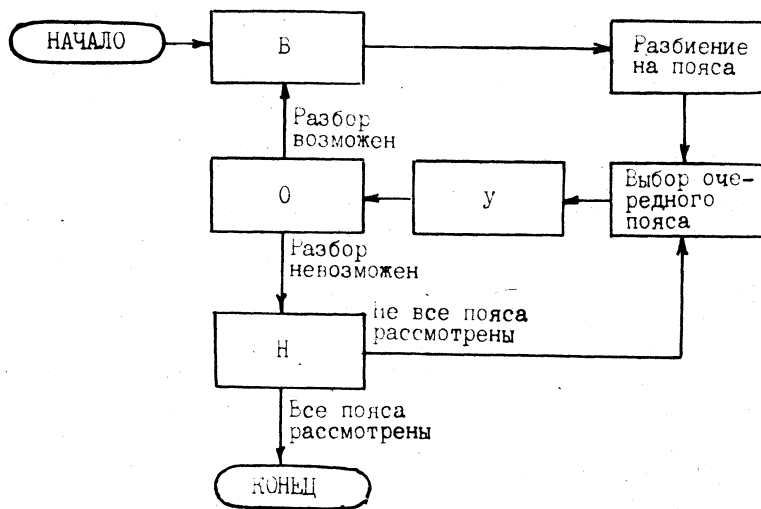 НАЧАЛО
В
Разбиение
на пояса
Разбор
возможен
О
У
Выбор оче-
редного
пояса
Разбор
невозможен
Н
Не все пояса
рассмотрены
Все пояса
рассмотрены
КОНЕЦ